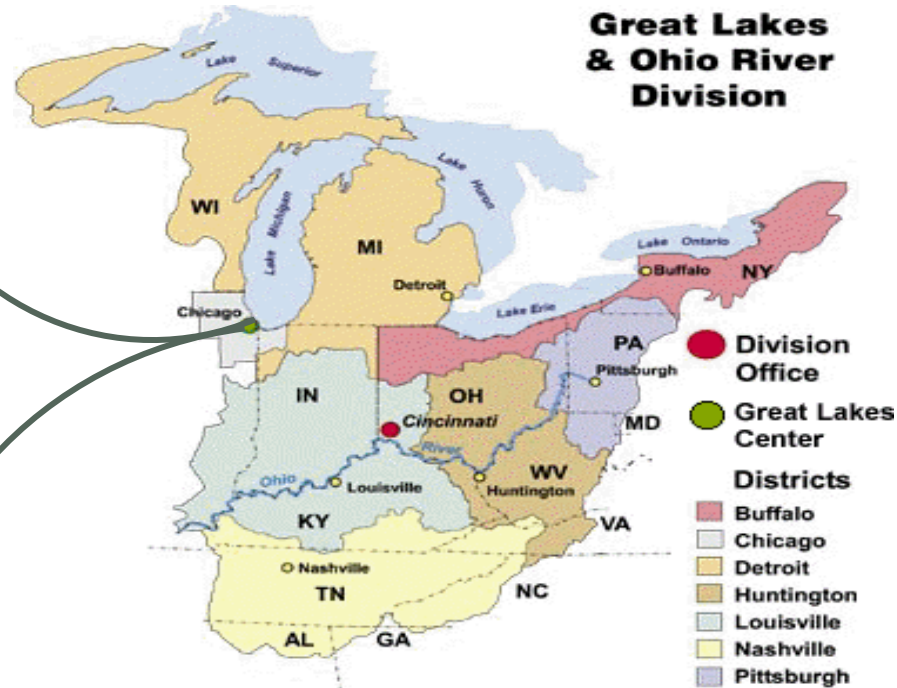 Great Lakes
& Ohio River
Division
Lake Superior
Lake Huron
WI
Lake Michigan
MI
Lake Ontario
Buffalo
NY
Detroit
Lake Erie
Chicago
PA
Pittsburgh
Division
Office
IN
OH
Cincinnati
Great Lakes
Center
MD
River
WV
Ohio
Louisville
Huntington
Districts
KY
VA
Buffalo
Chicago
Nashville
Detroit
TN
NC
Huntington
Louisville
AL
GA
Nashville
Pittsburgh